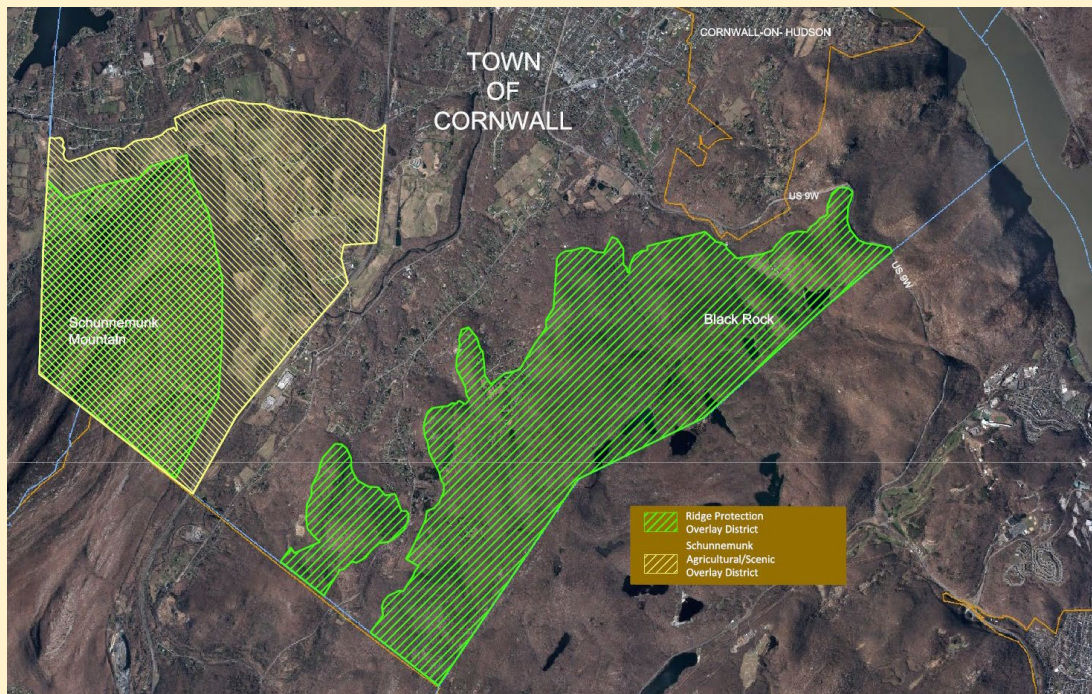 CORNWALL-ON- HUDSON
TOWN
OF
CORNWALL
US 9W
US 9W
Black Rock
Schunnemunk
Mountain
Ridge Protection
Overlay District
Schunnemunk
Agricultural/Scenic
Overlay District